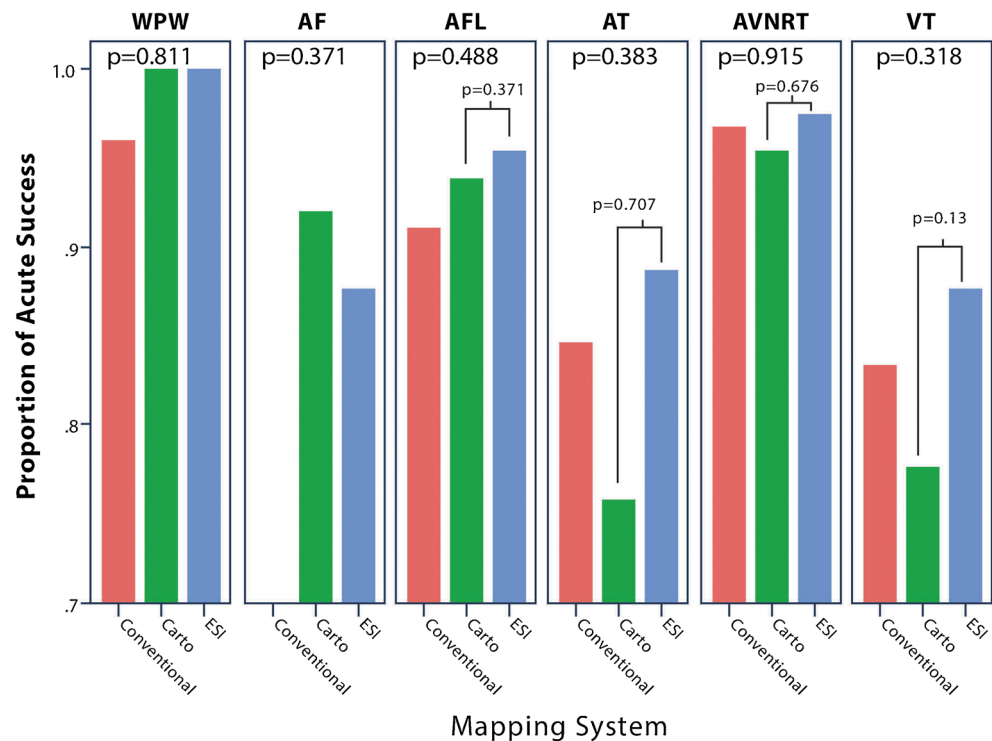 WPW AF AFL AT AVNRT VT
p=0.811 p=0.371 p=0.488 p=0.383 p=0.915 p=0.318
p=0.371
p=0.676
p=0.707
p=0.13
Proportion of Acute Success
1.0
.9
.8
.7
Conventional Carto ESI Conventional Carto ESI Conventional Carto ESI Conventional Carto ESI Conventional Carto ESI Conventional Carto ESI
Mapping System